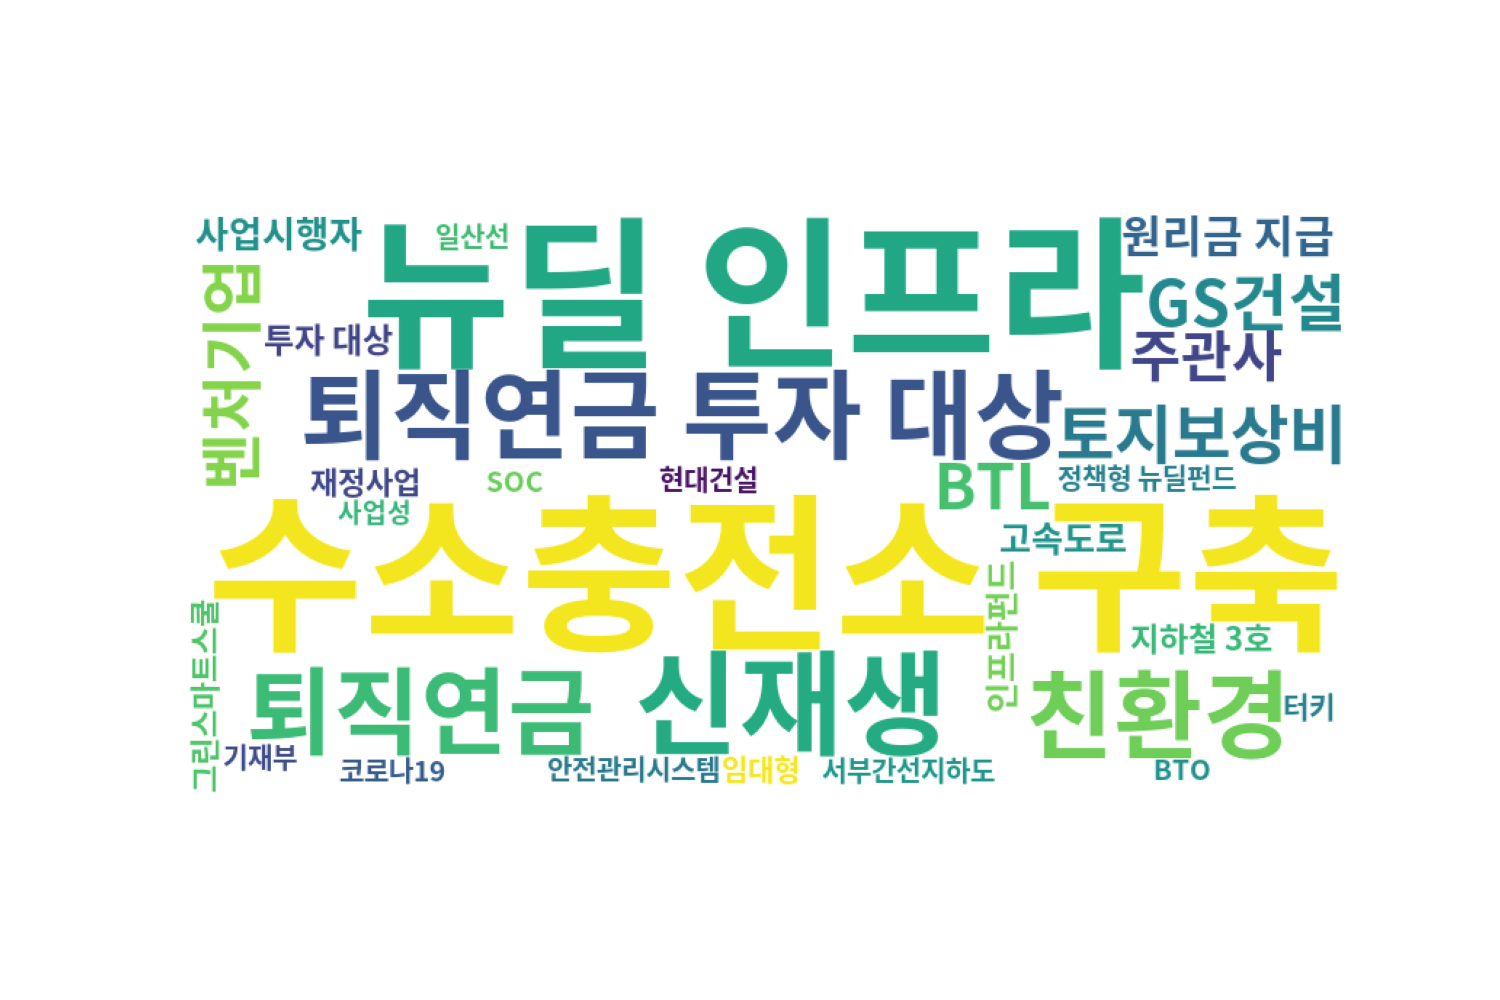 사업시행자
일산선
뉴딜 인프라
원리금 지급
벤처기업
투자 대상
GS건설
주관사
퇴직연금 투자 대상
토지보상비
재정사업
SOC
현대건설
BTL
정책형 뉴딜펀드
사업성
수소충전소 구축
고속도로
인프라펀드
지하철 3호
그린스마트스쿨
퇴직연금
신재생
친환경
터키
기재부
코로나19
안전관리시스템
임대형
서부간선지하도
BTO